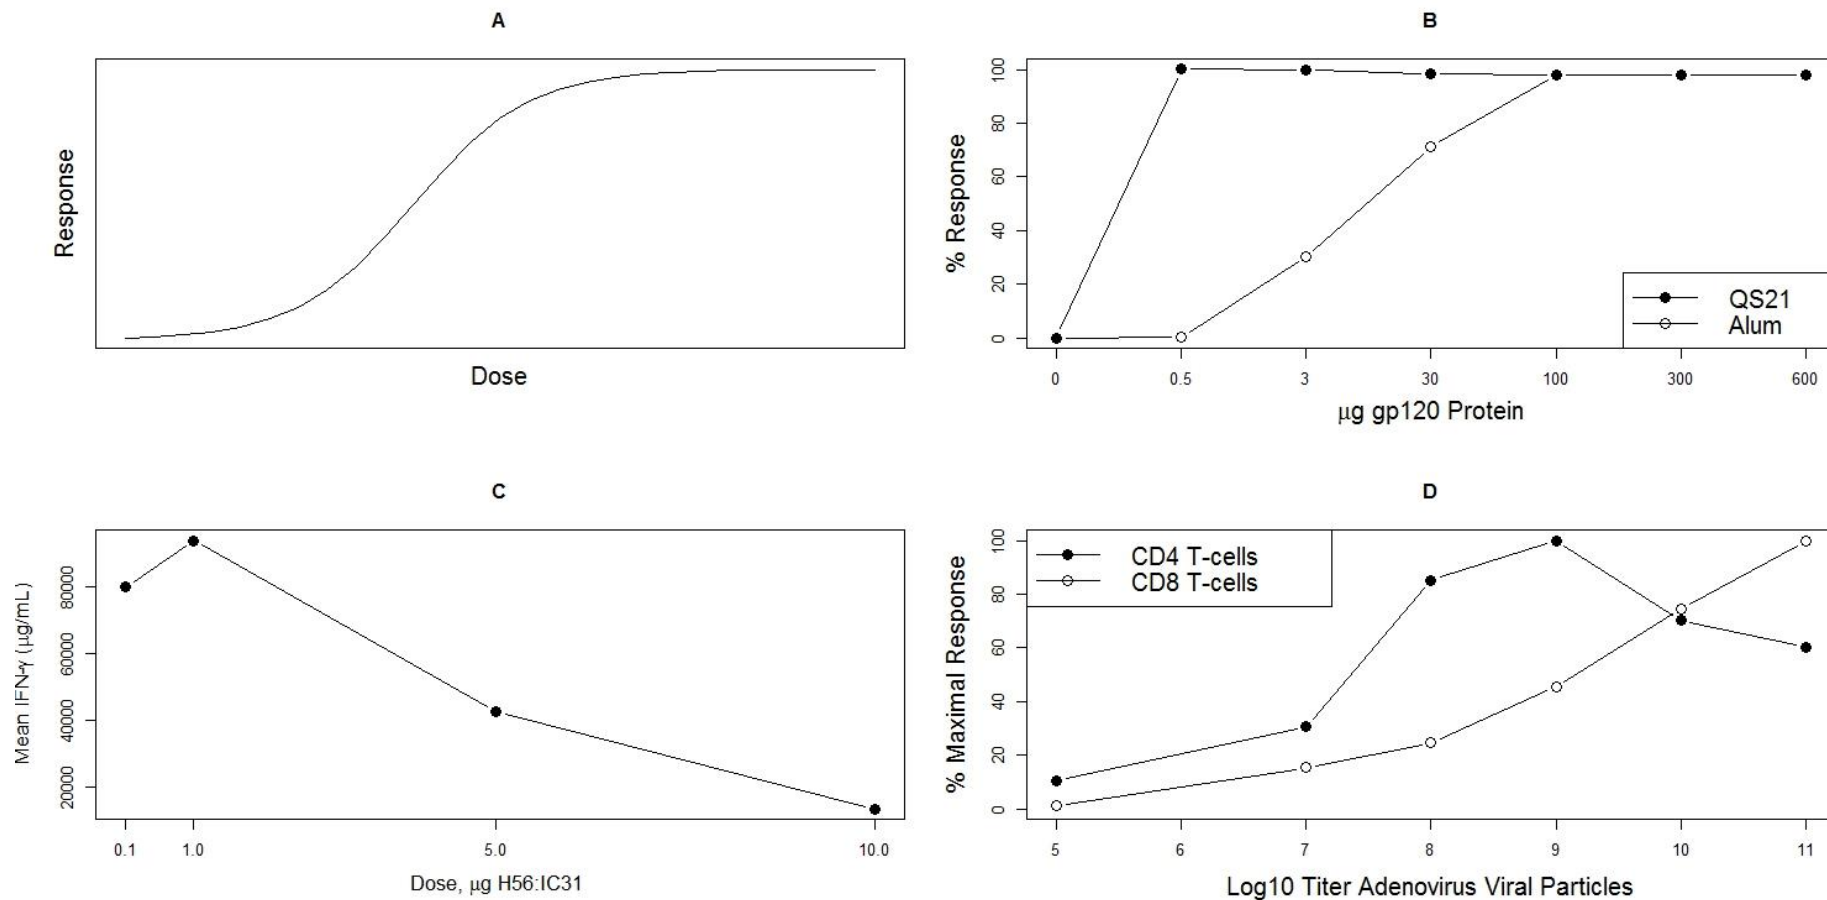 A
Response
Dose
B
% Response
100
80
60
40
20
0
QS21
Alum
0 0.5 3 30 100 300 600
μg gp120 Protein
C
Mean IFN-γ (μg/mL)
80000
60000
40000
20000
0.1 1.0 5.0 10.0
Dose, μg H56:IC31
D
% Maximal Response
100
80
60
40
20
0
CD4 T-cells
CD8 T-cells
5 6 7 8 9 10 11
Log10 Titer Adenovirus Viral Particles